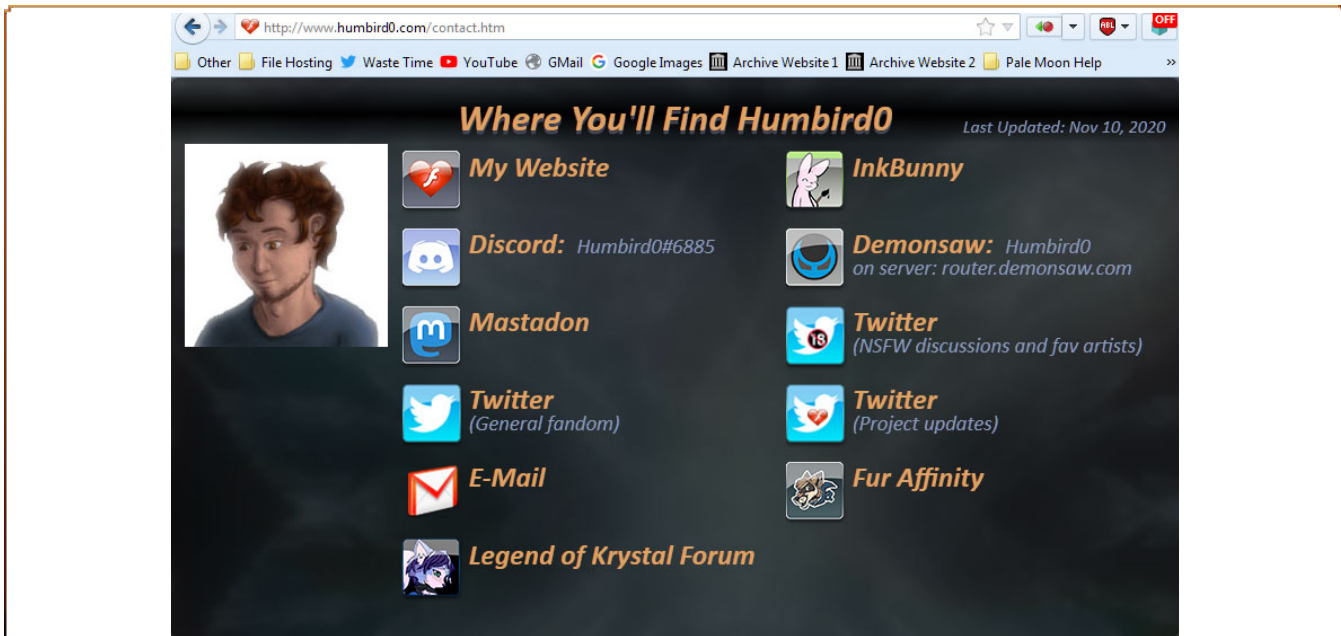 http://www.humbird0.com/contact.htm
ABL
OFF
Other File Hosting Waste Time YouTube GMail Google Images Archive Website 1 Archive Website 2 Pale Moon Help »
Where You'll Find Humbird0
Last Updated: Nov 10, 2020
My Website
InkBunny
Discord: Humbird0#6885
Demonsaw: Humbird0
on server: router.demonsaw.com
Mastadon
18
Twitter
(NSFW discussions and fav artists)
Twitter
(General fandom)
Twitter
(Project updates)
E-Mail
Fur Affinity
Legend of Krystal Forum